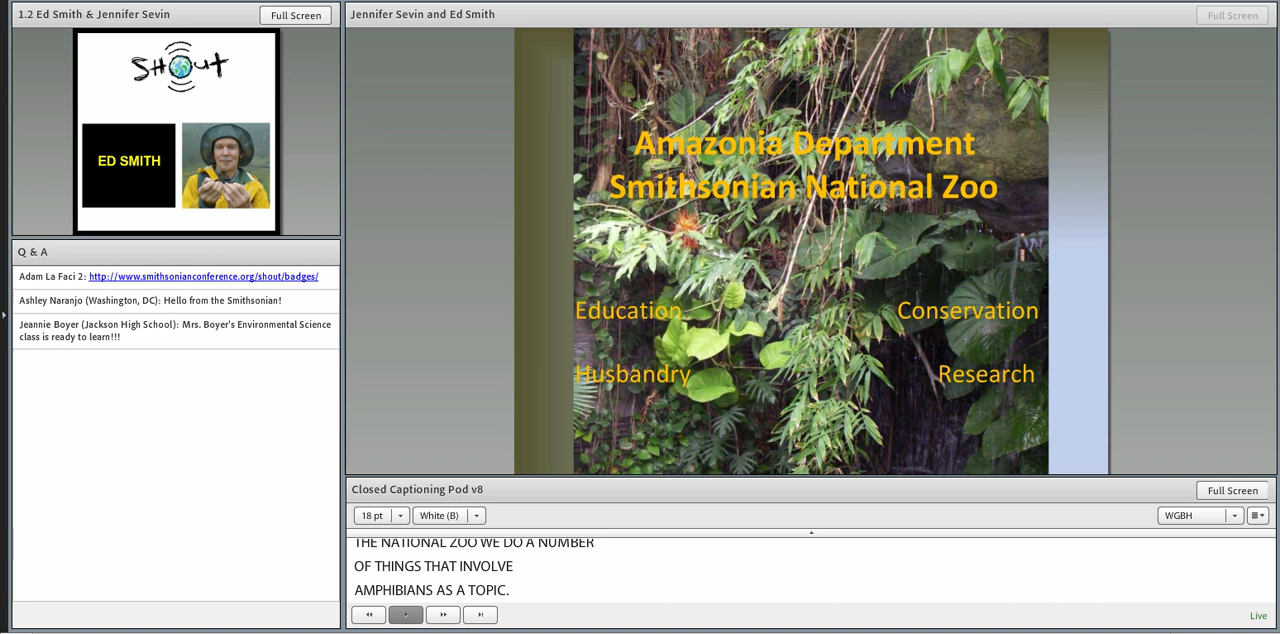 1.2 Ed Smith & Jennifer Sevin
Full Screen
SHOUT
ED SMITH
Q & A
Adam La Faci 2: http://www.smithsonianconference.org/shout/badges/
Ashley Naranjo (Washington, DC): Hello from the Smithsonian!
Jeannie Boyer (Jackson High School): Mrs. Boyer's Environmental Science
class is ready to learn!!!
Jennifer Sevin and Ed Smith
Full Screen
Amazonia Department
Smithsonian National Zoo
Education
Conservation
Husbandry
Research
Closed Captioning Pod v8
Full Screen
18 pt
White (B)
WGBH
THE NATIONAL ZOO WE DO A NUMBER
OF THINGS THAT INVOLVE
AMPHIBIANS AS A TOPIC.
Live